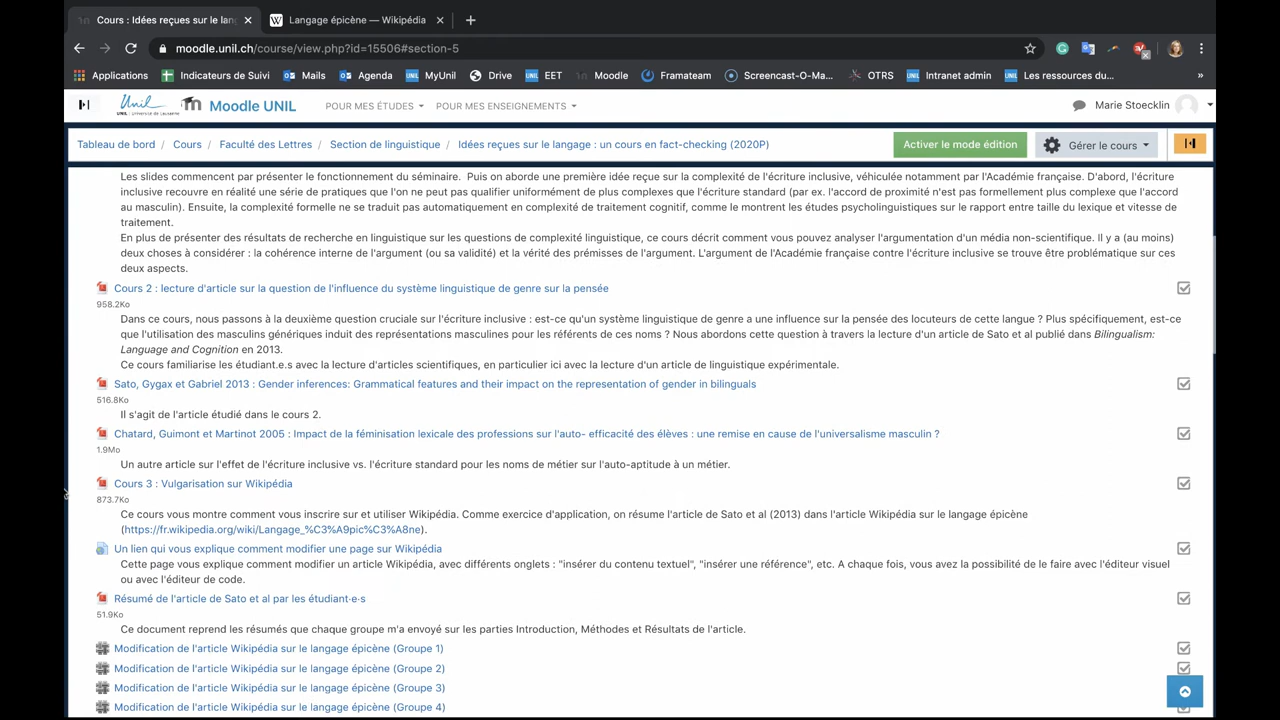 Cours : Idées reçues sur le lang
Langage épicène — Wikipédia
moodle.unil.ch/course/view.php?id=15506#section-5
Applications
Indicateurs de Suivi
Mails
Agenda
MyUnil
Drive
EET
Moodle
Framateam
Screencast-O-Ma...
OTRS
Intranet admin
Les ressources du...
»
Unil
Moodle UNIL
POUR MES ÉTUDES
POUR MES ENSEIGNEMENTS
Marie Stoecklin
Tableau de bord / Cours / Faculté des Lettres / Section de linguistique / Idées reçues sur le langage : un cours en fact-checking (2020P)
Activer le mode édition
Gérer le cours
Les slides commencent par présenter le fonctionnement du séminaire. Puis on aborde une première idée reçue sur la complexité de l'écriture inclusive, véhiculée notamment par l'Académie française. D'abord, l'écriture
inclusive recouvre en réalité une série de pratiques que l'on ne peut pas qualifier uniformément de plus complexes que l'écriture standard (par ex. l'accord de proximité n'est pas formellement plus complexe que l'accord
au masculin). Ensuite, la complexité formelle ne se traduit pas automatiquement en complexité de traitement cognitif, comme le montrent les études psycholinguistiques sur le rapport entre taille du lexique et vitesse de
traitement.
En plus de présenter des résultats de recherche en linguistique sur les questions de complexité linguistique, ce cours décrit comment vous pouvez analyser l'argumentation d'un média non-scientifique. Il y a (au moins)
deux choses à considérer : la cohérence interne de l'argument (ou sa validité) et la vérité des prémisses de l'argument. L'argument de l'Académie française contre l'écriture inclusive se trouve être problématique sur ces
deux aspects.
Cours 2 : lecture d'article sur la question de l'influence du système linguistique de genre sur la pensée
958.2Ko
Dans ce cours, nous passons à la deuxième question cruciale sur l'écriture inclusive : est-ce qu'un système linguistique de genre a une influence sur la pensée des locuteurs de cette langue ? Plus spécifiquement, est-ce
que l'utilisation des masculins génériques induit des représentations masculines pour les référents de ces noms ? Nous abordons cette question à travers la lecture d'un article de Sato et al publié dans Bilingualism:
Language and Cognition en 2013.
Ce cours familiarise les étudiant.e.s avec la lecture d'articles scientifiques, en particulier ici avec la lecture d'un article de linguistique expérimentale.
Sato, Gygax et Gabriel 2013 : Gender inferences: Grammatical features and their impact on the representation of gender in bilinguals
516.8Ko
Il s'agit de l'article étudié dans le cours 2.
Chatard, Guimont et Martinot 2005 : Impact de la féminisation lexicale des professions sur l'auto- efficacité des élèves : une remise en cause de l'universalisme masculin ?
1.9Mo
Un autre article sur l'effet de l'écriture inclusive vs. l'écriture standard pour les noms de métier sur l'auto-aptitude à un métier.
Cours 3 : Vulgarisation sur Wikipédia
873.7Ko
Ce cours vous montre comment vous inscrire sur et utiliser Wikipédia. Comme exercice d'application, on résume l'article de Sato et al (2013) dans l'article Wikipédia sur le langage épicène
(https://fr.wikipedia.org/wiki/Langage_%C3%A9pic%C3%A8ne).
Un lien qui vous explique comment modifier une page sur Wikipédia
Cette page vous explique comment modifier un article Wikipédia, avec différents onglets : "insérer du contenu textuel", "insérer une référence", etc. A chaque fois, vous avez la possibilité de le faire avec l'éditeur visuel
ou avec l'éditeur de code.
Résumé de l'article de Sato et al par les étudiant·e·s
51.9Ko
Ce document reprend les résumés que chaque groupe m'a envoyé sur les parties Introduction, Méthodes et Résultats de l'article.
Modification de l'article Wikipédia sur le langage épicène (Groupe 1)
Modification de l'article Wikipédia sur le langage épicène (Groupe 2)
Modification de l'article Wikipédia sur le langage épicène (Groupe 3)
Modification de l'article Wikipédia sur le langage épicène (Groupe 4)